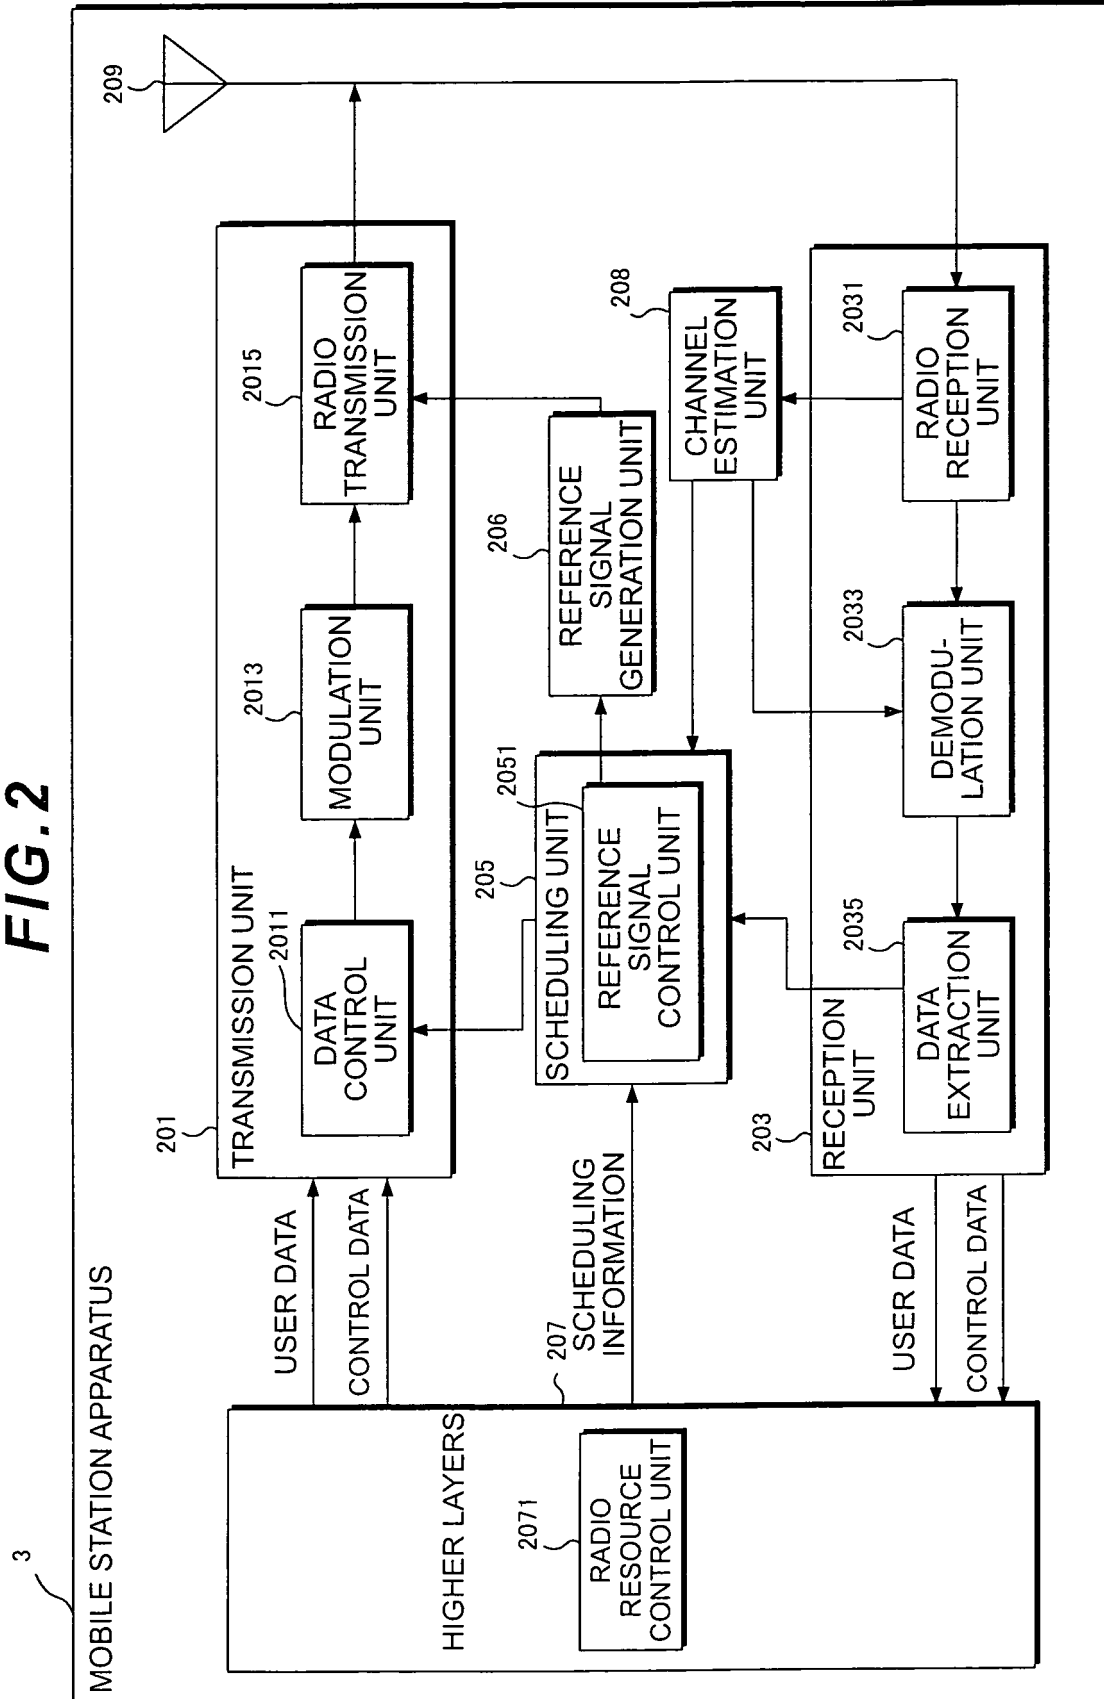 FIG.2
3
MOBILE STATION APPARATUS
209
201
TRANSMISSION UNIT
2011
DATA
CONTROL
UNIT
2013
MODULATION
UNIT
2015
RADIO
TRANSMISSION
UNIT
USER DATA
CONTROL DATA
HIGHER LAYERS
207
2071
RADIO
RESOURCE
CONTROL UNIT
SCHEDULING
INFORMATION
205
SCHEDULING UNIT
2051
REFERENCE
SIGNAL
CONTROL UNIT
206
REFERENCE
SIGNAL
GENERATION UNIT
208
CHANNEL
ESTIMATION
UNIT
203
RECEPTION
UNIT
2035
DATA
EXTRACTION
UNIT
2033
DEMODU-
LATION UNIT
2031
RADIO
RECEPTION
UNIT
USER DATA
CONTROL DATA